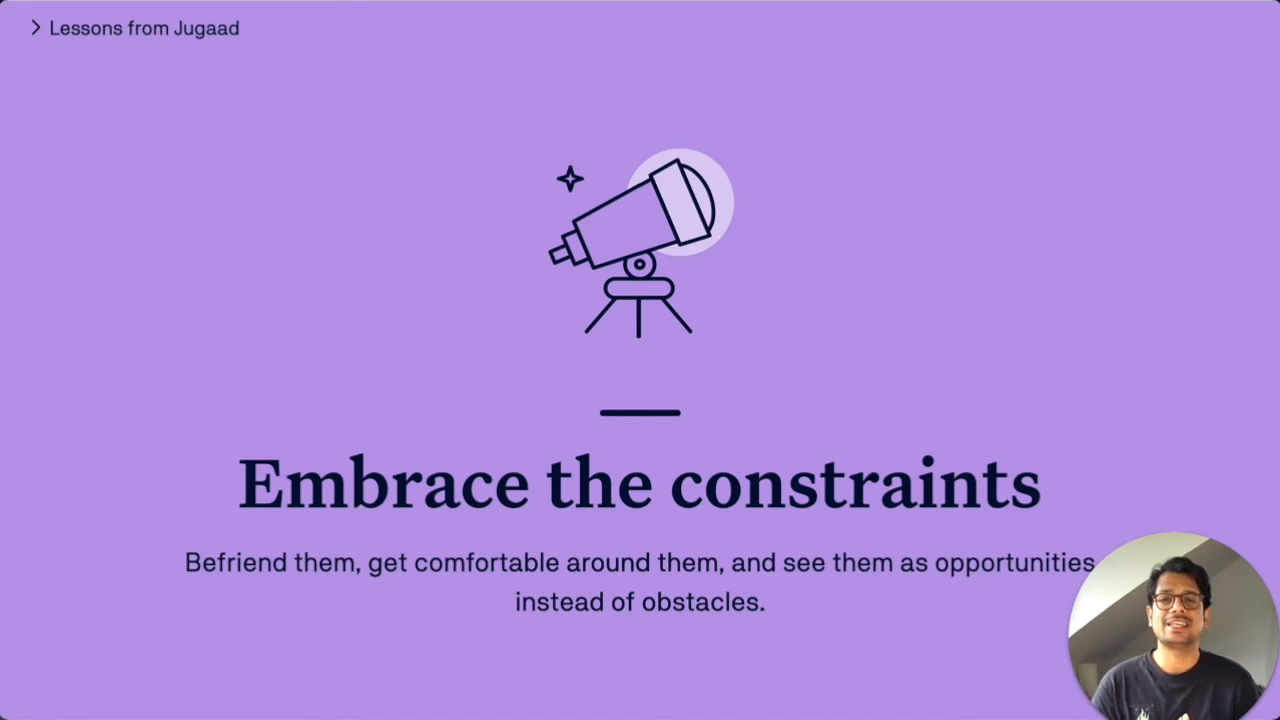 Lessons from Jugaad
Embrace the constraints
Befriend them, get comfortable around them, and see them as opportunities
instead of obstacles.